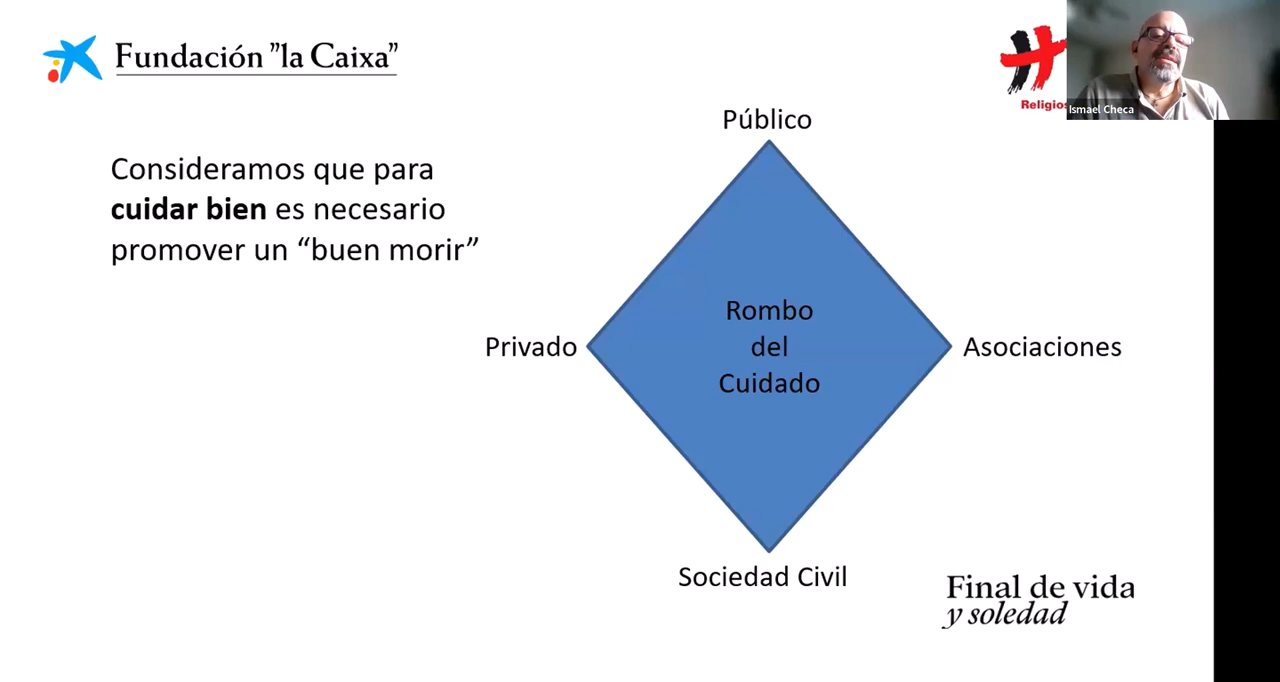 Fundación "la Caixa"
Ismael Checa
Público
Consideramos que para
cuidar bien es necesario
promover un “buen morir”
Rombo
del
Cuidado
Privado
Asociaciones
Sociedad Civil
Final de vida
y soledad